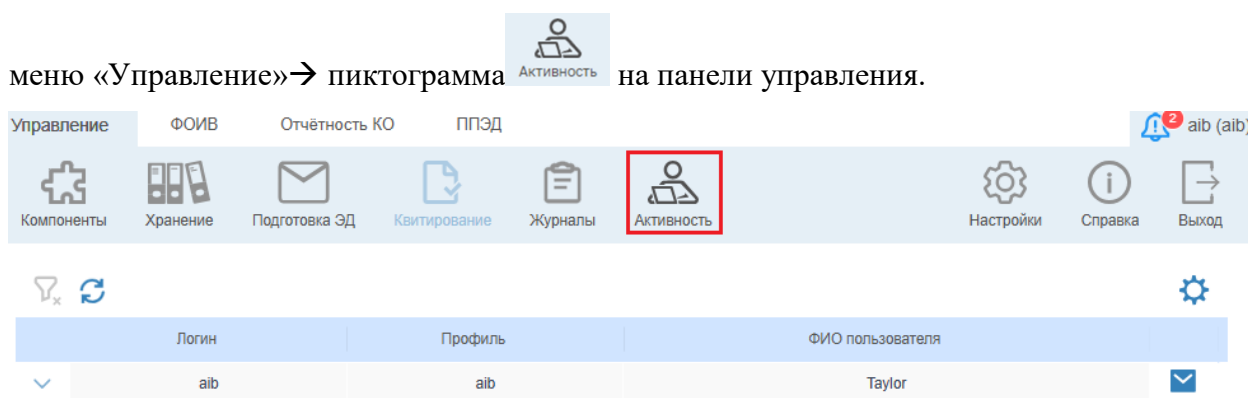 меню «Управление»→ пиктограмма Активность на панели управления.
Управление ФОИВ Отчётность КО ППЭД 2 aib (aib)
Компоненты Хранение Подготовка ЭД Квитирование Журналы Активность Настройки Справка Выход
Логин Профиль ФИО пользователя
aib aib Taylor